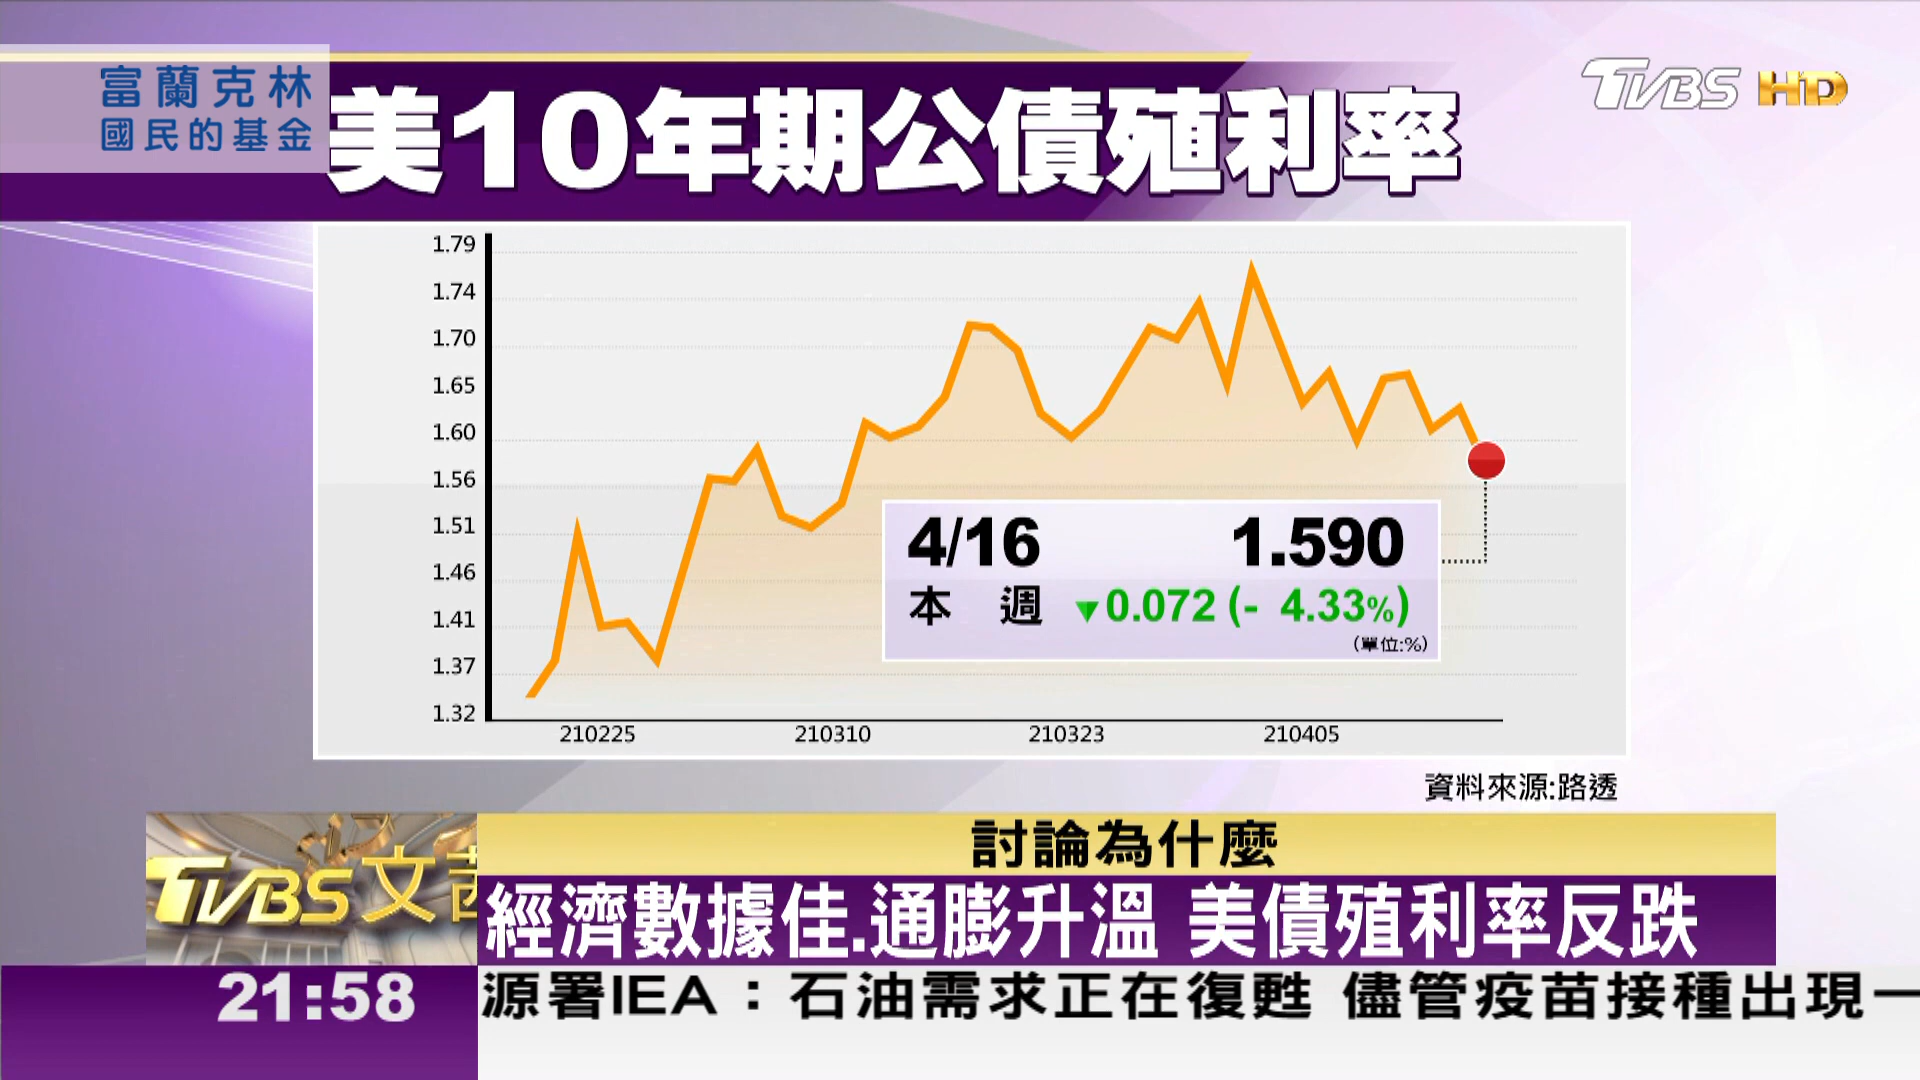 富蘭克林
國民的基金
美10年期公債殖利率
TVBS HD
1.79
1.74
1.70
1.65
1.60
1.56
1.51
1.46
1.41
1.37
1.32
210225 210310 210323 210405
4/16 1.590
本週 ▼0.072 (- 4.33%)
(單位:%)
資料來源:路透
TVBS文茜
討論為什麼
經濟數據佳.通膨升溫 美債殖利率反跌
21:58
源署IEA：石油需求正在復甦 儘管疫苗接種出現一